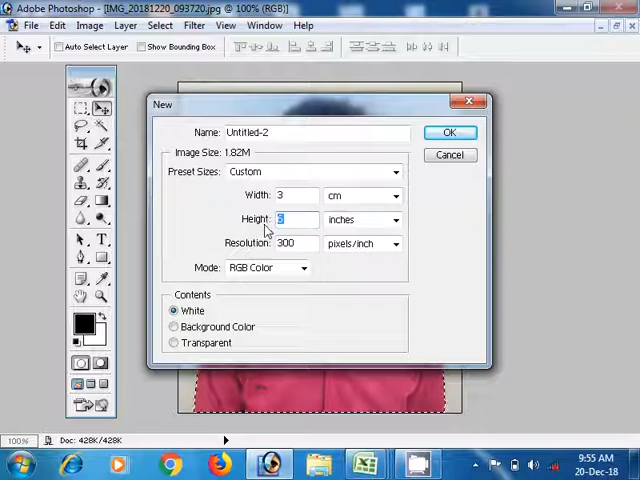 Adobe Photoshop - [IMG_20181220_093720.jpg @ 100% (RGB)]
File Edit Image Layer Select Filter View Window Help
Auto Select Layer Show Bounding Box
New
Name: Untitled-2
OK
Image Size: 1.82M
Cancel
Preset Sizes: Custom
Width: 3 cm
Height: 6 inches
Resolution: 300 pixels/inch
Mode: RGB Color
Contents
White
Background Color
Transparent
100% Doc: 428K/428K
9:55 AM
20-Dec-18